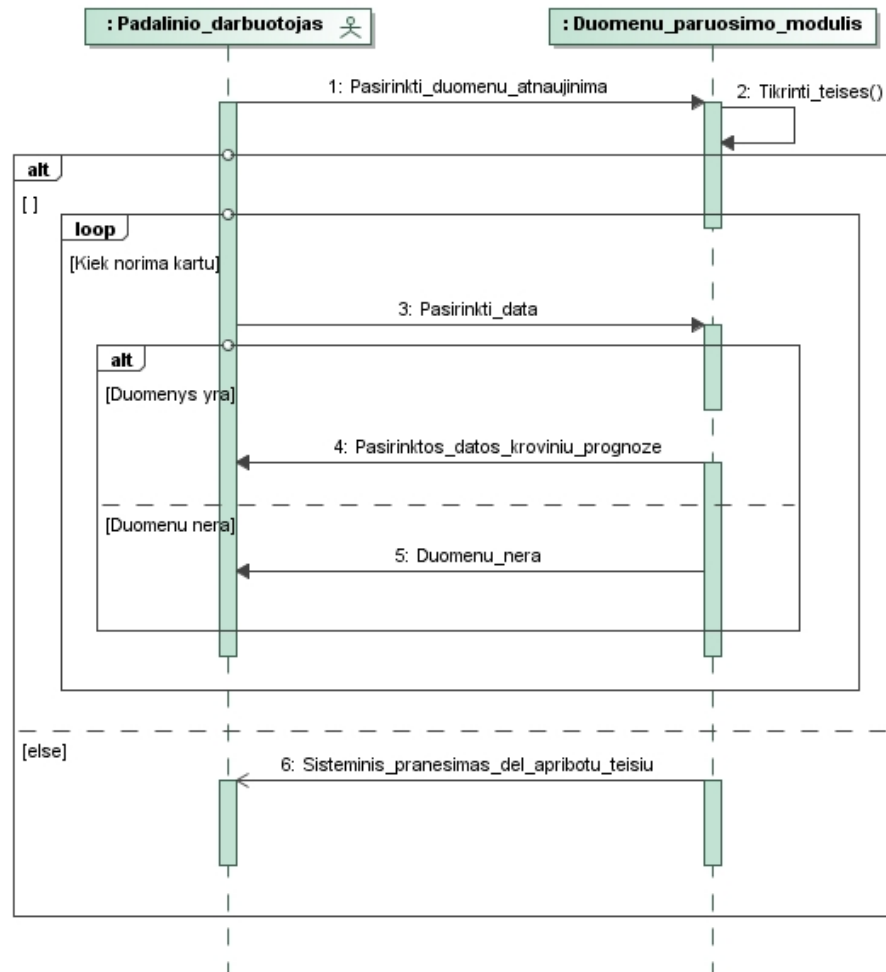 : Padalinio_darbuotojas
: Duomenu_paruosimo_modulis
1: Pasirinkti_duomenu_atnaujinima
2: Tikrinti_teises()
alt
[ ]
loop
[Kiek norima kartu]
3: Pasirinkti_data
alt
[Duomenys yra]
4: Pasirinktos_datos_kroviniu_prognoze
[Duomenu nera]
5: Duomenu_nera
[else]
6: Sisteminis_pranesimas_del_apribotu_teisiu